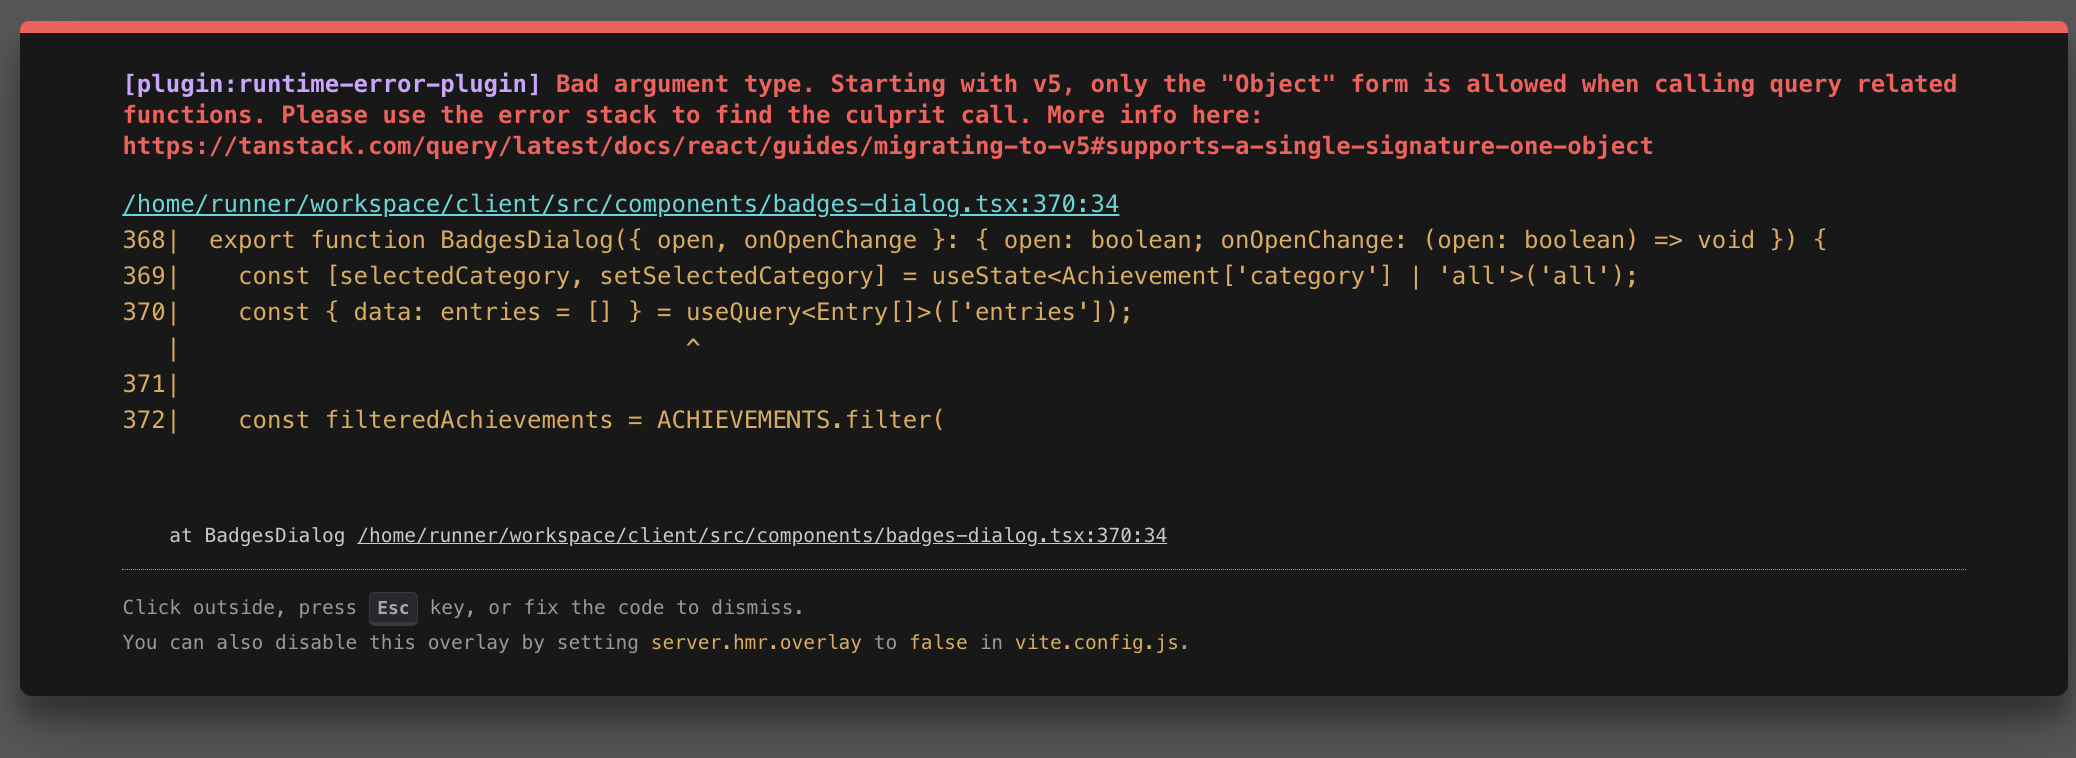 [plugin:runtime-error-plugin] Bad argument type. Starting with v5, only the "Object" form is allowed when calling query related
functions. Please use the error stack to find the culprit call. More info here:
https://tanstack.com/query/latest/docs/react/guides/migrating-to-v5#supports-a-single-signature-one-object
/home/runner/workspace/client/src/components/badges-dialog.tsx:370:34
368|  export function BadgesDialog({ open, onOpenChange }: { open: boolean; onOpenChange: (open: boolean) => void }) {
369|    const [selectedCategory, setSelectedCategory] = useState<Achievement['category'] | 'all'>('all');
370|    const { data: entries = [] } = useQuery<Entry[]>(['entries']);
   |                                   ^
371|
372|    const filteredAchievements = ACHIEVEMENTS.filter(
at BadgesDialog /home/runner/workspace/client/src/components/badges-dialog.tsx:370:34
Click outside, press Esc key, or fix the code to dismiss.
You can also disable this overlay by setting server.hmr.overlay to false in vite.config.js.